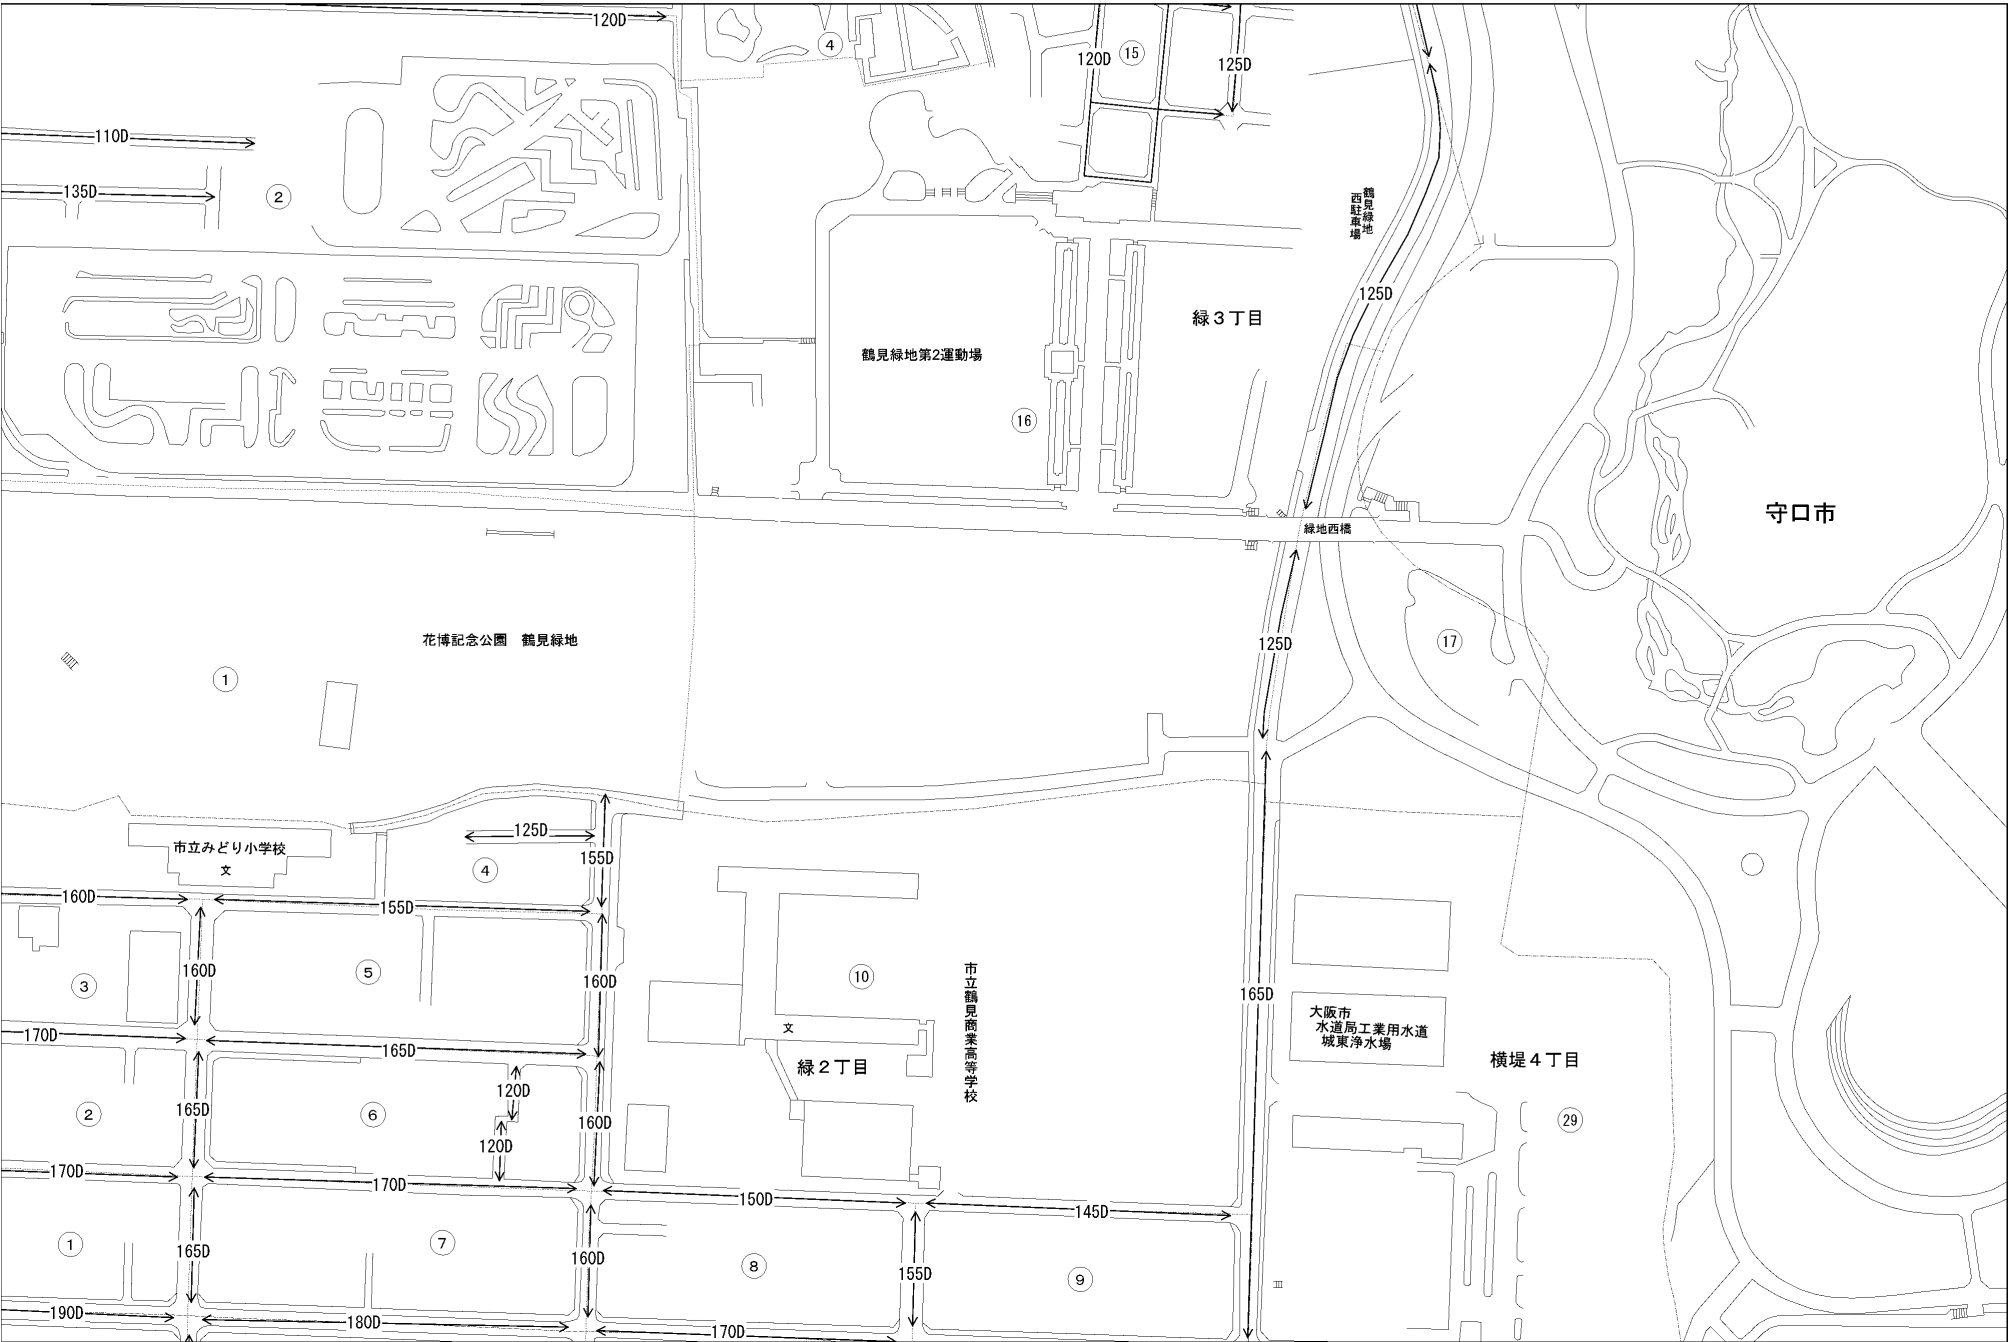 120D
④
120D
⑮
125D
110D
135D
②
鶴見緑地
西駐車場
125D
緑3丁目
鶴見緑地第2運動場
⑯
守口市
緑地西橋
花博記念公園 鶴見緑地
125D
⑰
①
125D
市立みどり小学校
文
155D
④
160D
155D
160D
⑤
③
160D
⑩
市立鶴見商業高等学校
165D
大阪市
水道局工業用水道
城東浄水場
文
170D
165D
緑2丁目
横堤4丁目
120D
165D
②
⑥
160D
㉙
120D
170D
170D
150D
145D
①
165D
⑦
160D
⑧
155D
⑨
190D
180D
170D